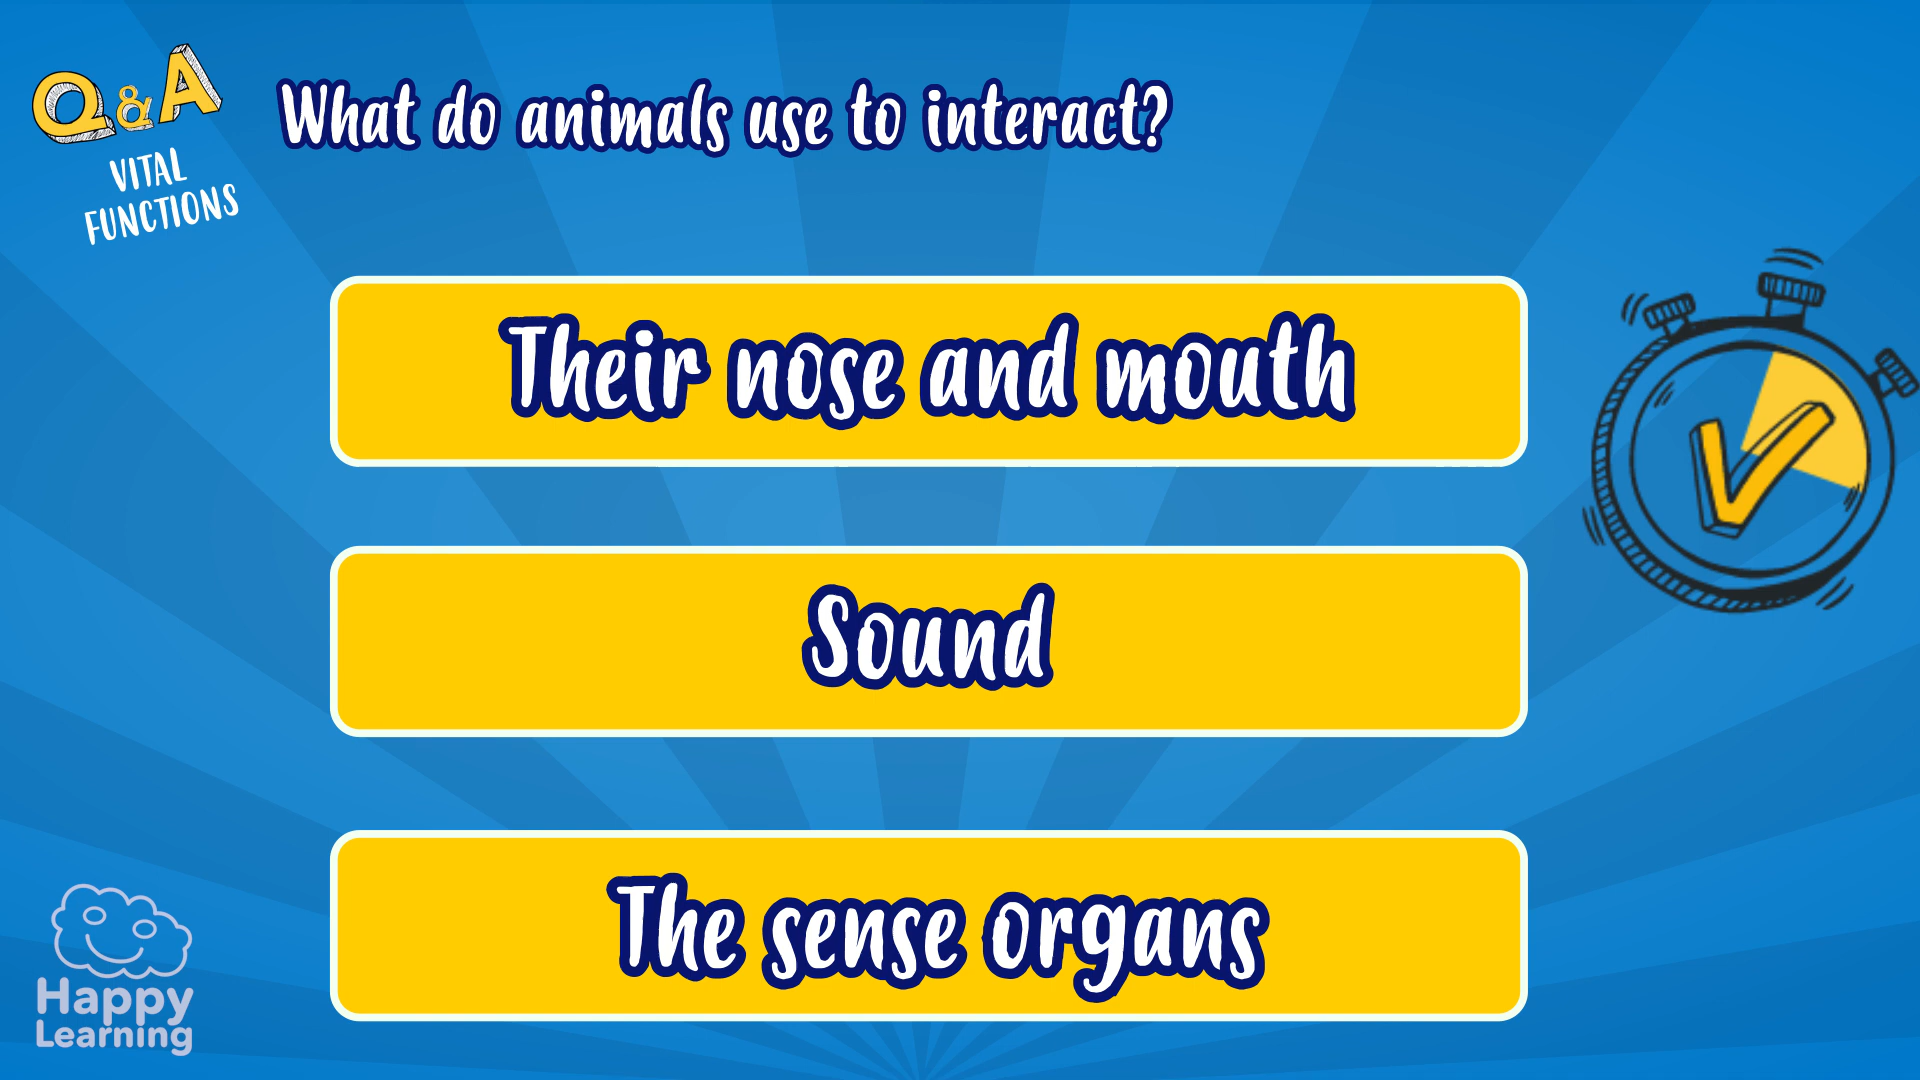 Q&A
VITAL
FUNCTIONS
What do animals use to interact?
Their nose and mouth
Sound
The sense organs
Happy
Learning